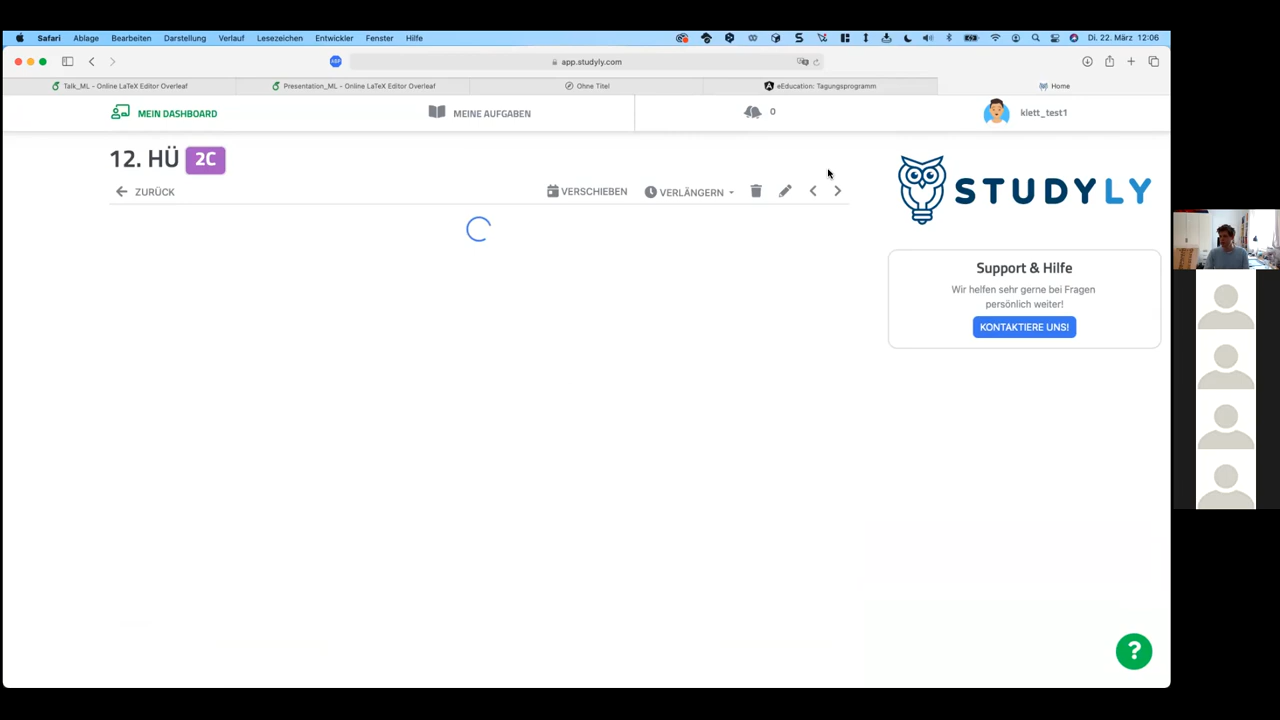 Safari Ablage Bearbeiten Darstellung Verlauf Lesezeichen Entwickler Fenster Hilfe Di. 22. März 12:06
app.studyly.com
Talk_ML - Online LaTeX Editor Overleaf Presentation_ML - Online LaTeX Editor Overleaf Ohne Titel eEducation: Tagungsprogramm Home
MEIN DASHBOARD MEINE AUFGABEN 0 klett_test1
12. HÜ 2C
ZURÜCK VERSCHIEBEN VERLÄNGERN
STUDYLY
Support & Hilfe
Wir helfen sehr gerne bei Fragen
persönlich weiter!
KONTAKTIERE UNS!
?